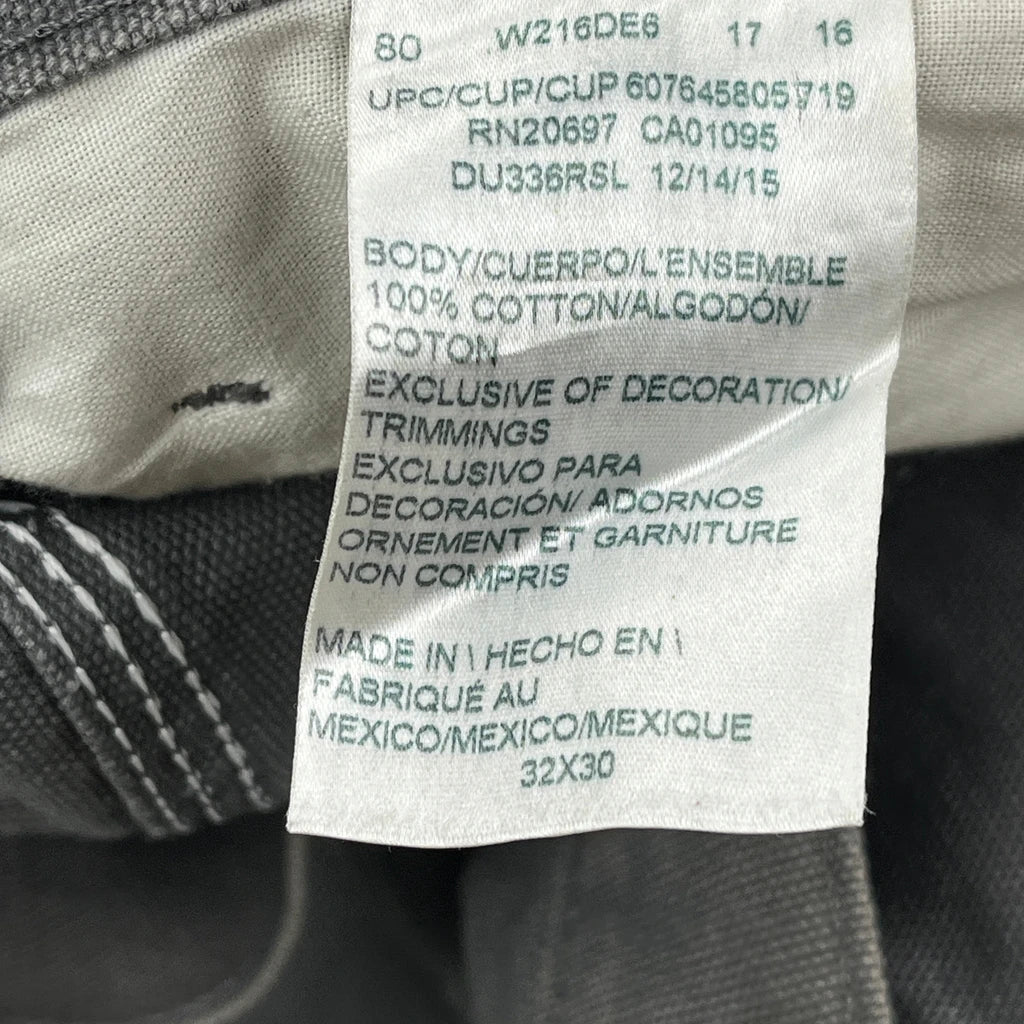 80 W216DE6 17 16
UPC/CUP/CUP 607645805719
RN20697 CA01095
DU336RSL 12/14/15
BODY/CUERPO/L'ENSEMBLE
100% COTTON/ALGODÓN/
COTON
EXCLUSIVE OF DECORATION/
TRIMMINGS
EXCLUSIVO PARA
DECORACIÓN/ ADORNOS
ORNEMENT ET GARNITURE
NON COMPRIS
MADE IN \ HECHO EN \
FABRIQUÉ AU
MEXICO/MEXICO/MEXIQUE
32X30